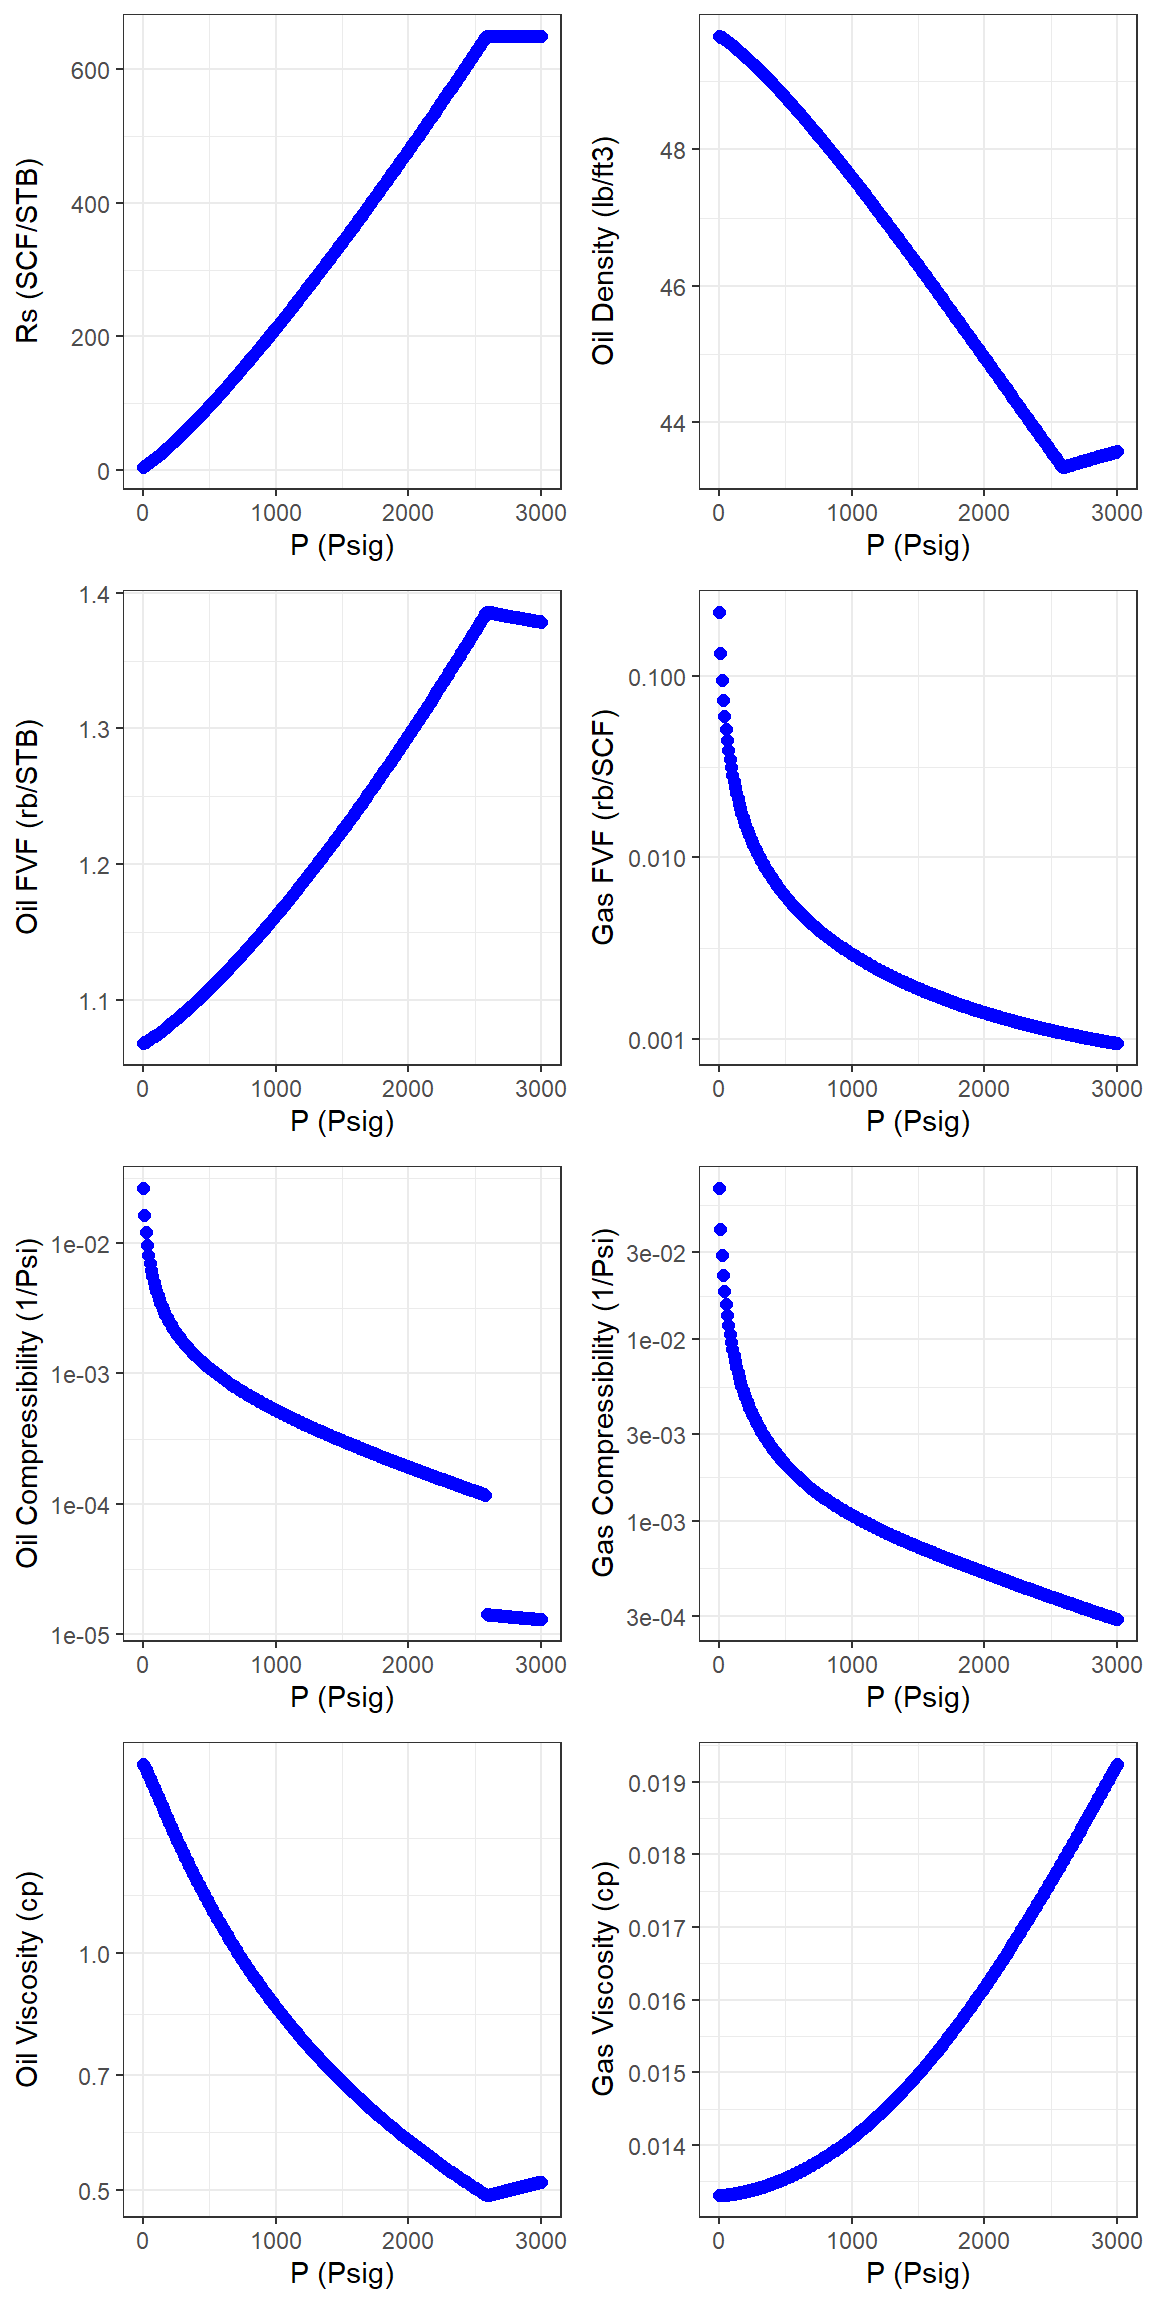 Rs (SCF/STB)
600
400
200
0
0 1000 2000 3000
P (Psig)
Oil Density (lb/ft3)
48
46
44
0 1000 2000 3000
P (Psig)
Oil FVF (rb/STB)
1.4
1.3
1.2
1.1
0 1000 2000 3000
P (Psig)
Gas FVF (rb/SCF)
0.100
0.010
0.001
0 1000 2000 3000
P (Psig)
Oil Compressibility (1/Psi)
1e-02
1e-03
1e-04
1e-05
0 1000 2000 3000
P (Psig)
Gas Compressibility (1/Psi)
3e-02
1e-02
3e-03
1e-03
3e-04
0 1000 2000 3000
P (Psig)
Oil Viscosity (cp)
1.0
0.7
0.5
0 1000 2000 3000
P (Psig)
Gas Viscosity (cp)
0.019
0.018
0.017
0.016
0.015
0.014
0 1000 2000 3000
P (Psig)